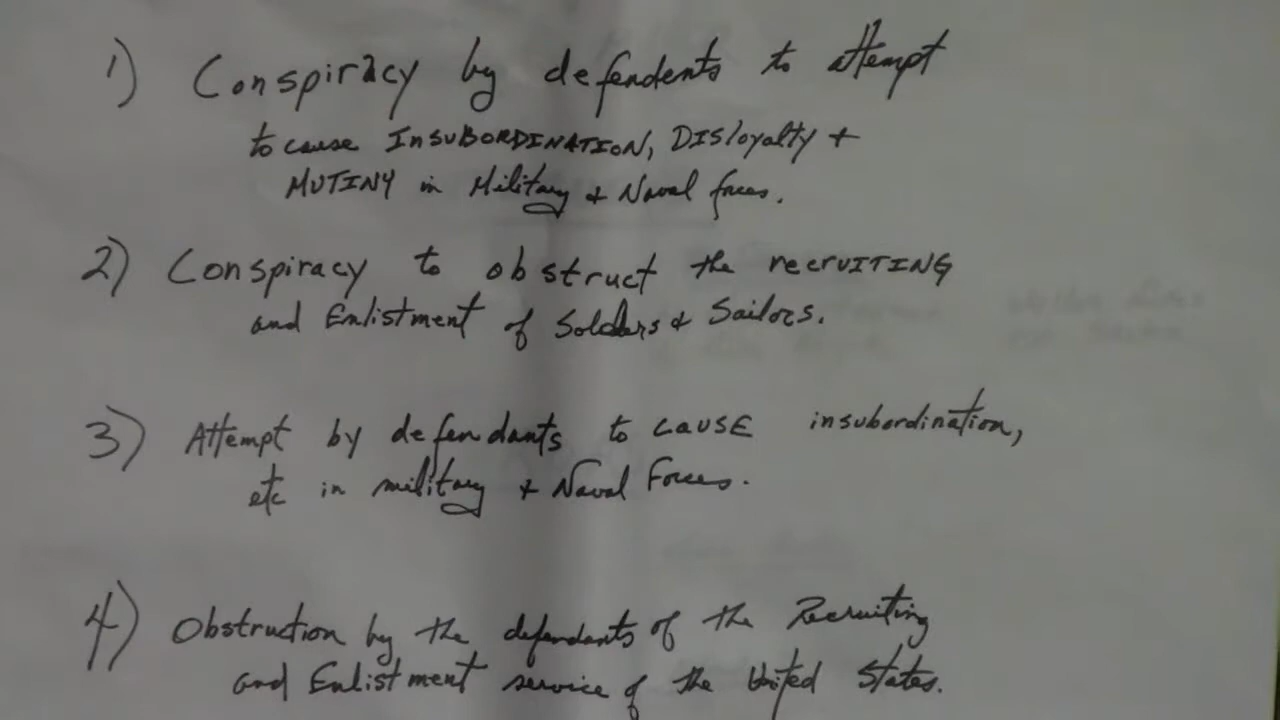 1) Conspiracy by defendents to attempt
to cause INSUBORDINATION, DISloyalty +
MUTINY in Military + Naval forces.
2) Conspiracy to obstruct the recRUITING
and Enlistment of Soldiers + Sailors.
3) Attempt by defendants to CAUSE insubordination,
etc in military + Naval Forces.
4) Obstruction by the defendants of the Recruiting
and Enlistment service of the United States.